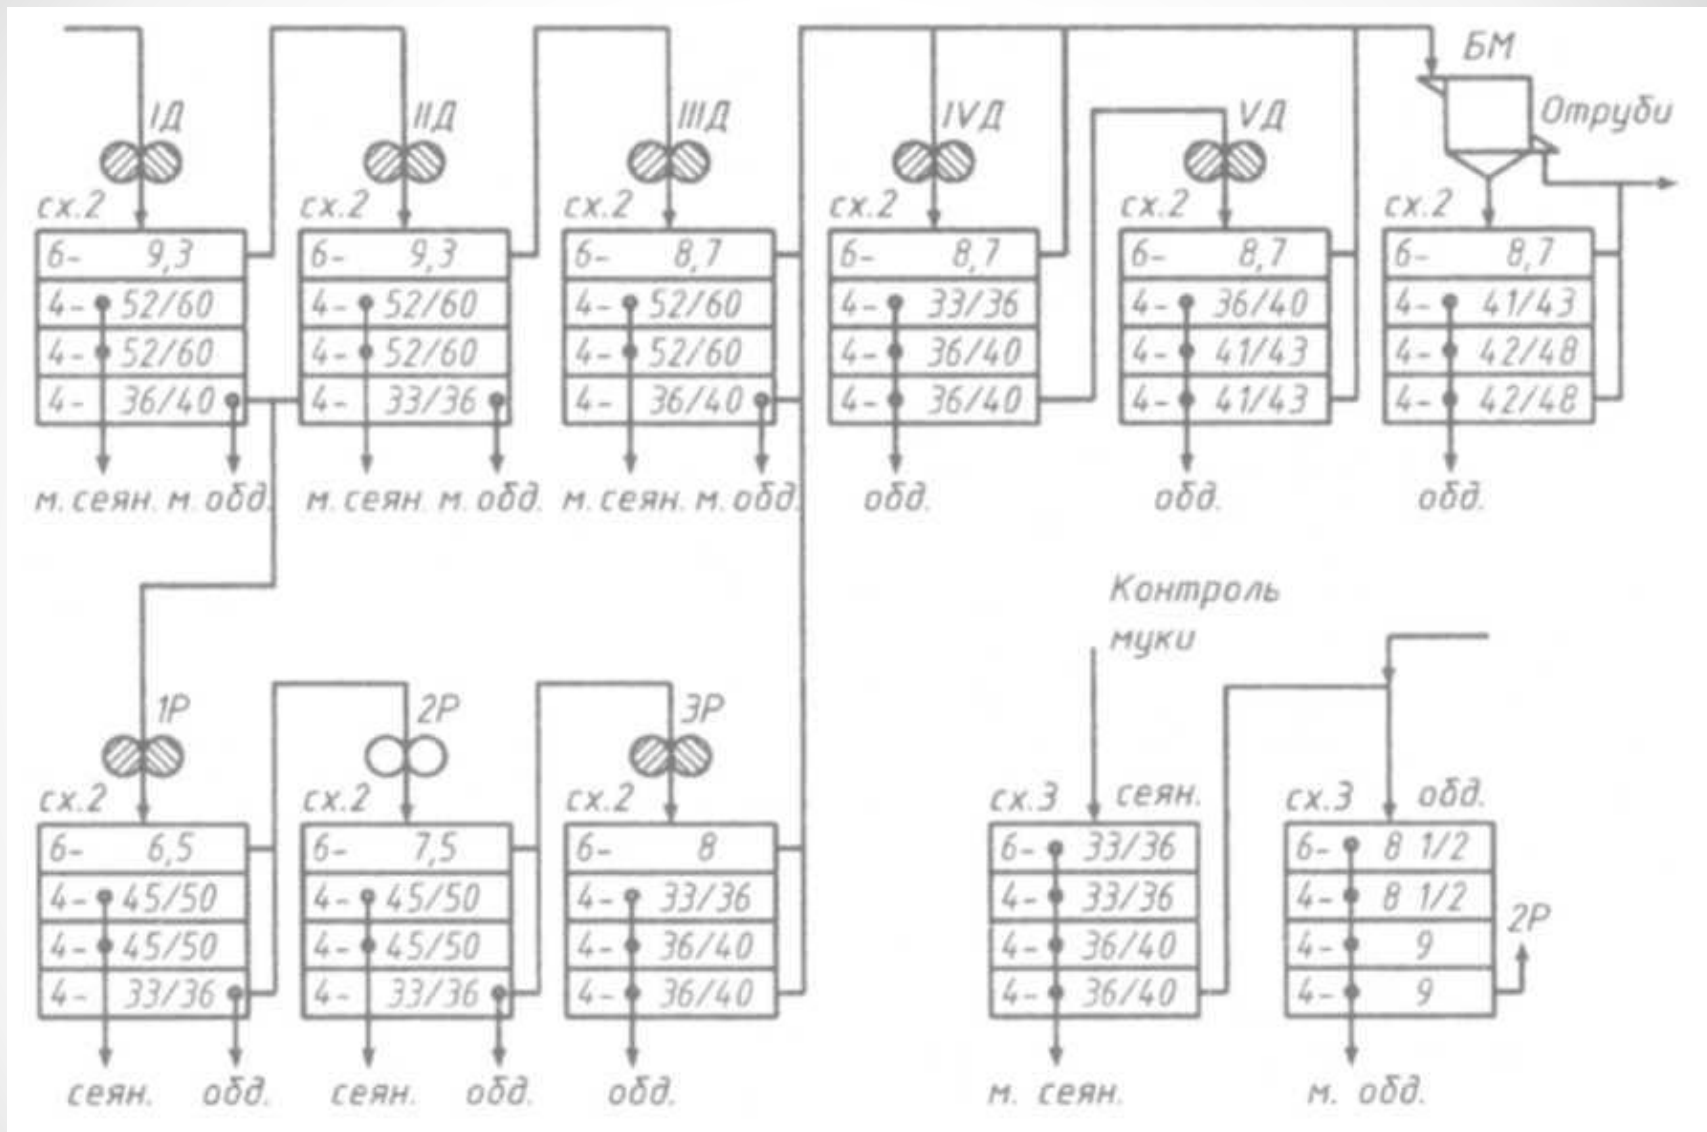 IД
IIД
IIIД
IVД
VД
БМ
Отруби
сх.2
6- 9,3
4- 52/60
4- 52/60
4- 36/40
м. сеян. м. обд.
сх.2
6- 9,3
4- 52/60
4- 52/60
4- 33/36
м. сеян. м. обд.
сх.2
6- 8,7
4- 52/60
4- 52/60
4- 36/40
м. сеян. м. обд.
сх.2
6- 8,7
4- 33/36
4- 36/40
4- 36/40
обд.
сх.2
6- 8,7
4- 36/40
4- 41/43
4- 41/43
обд.
сх.2
6- 8,7
4- 41/43
4- 42/48
4- 42/48
обд.
1Р
сх.2
6- 6,5
4- 45/50
4- 45/50
4- 33/36
сеян. обд.
2Р
сх.2
6- 7,5
4- 45/50
4- 45/50
4- 33/36
сеян. обд.
3Р
сх.2
6- 8
4- 33/36
4- 36/40
4- 36/40
обд.
Контроль
муки
сх.3 сеян.
6- 33/36
4- 33/36
4- 36/40
4- 36/40
м. сеян.
сх.3 обд.
6- 8 1/2
4- 8 1/2
4- 9
4- 9
2Р
м. обд.